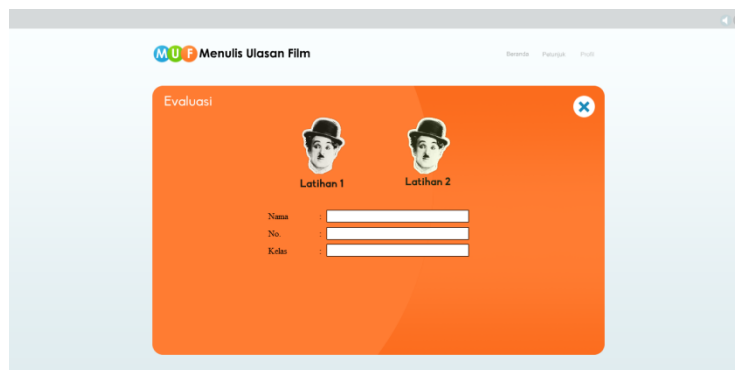 MUF Menulis Ulasan Film
Beranda Petunjuk Profil
Evaluasi
Latihan 1 Latihan 2
Nama :
No. :
Kelas :